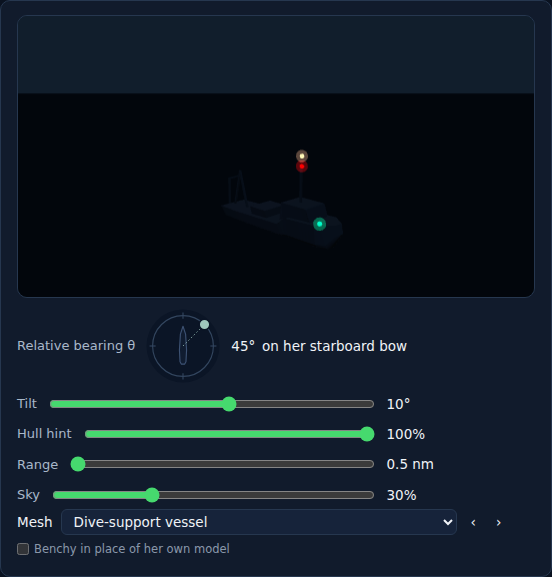 Relative bearing θ 45° on her starboard bow
Tilt 10°
Hull hint 100%
Range 0.5 nm
Sky 30%
Mesh Dive-support vessel ‹ ›
Benchy in place of her own model